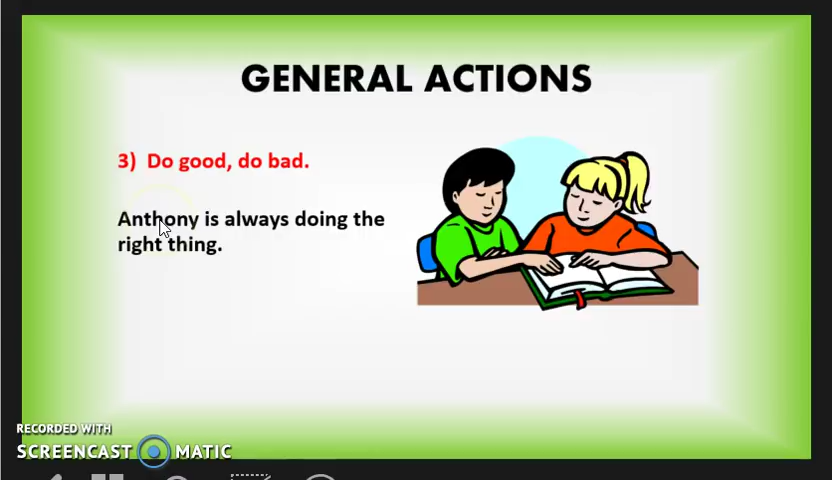 GENERAL ACTIONS
3) Do good, do bad.
Anthony is always doing the
right thing.
RECORDED WITH
SCREENCAST MATIC